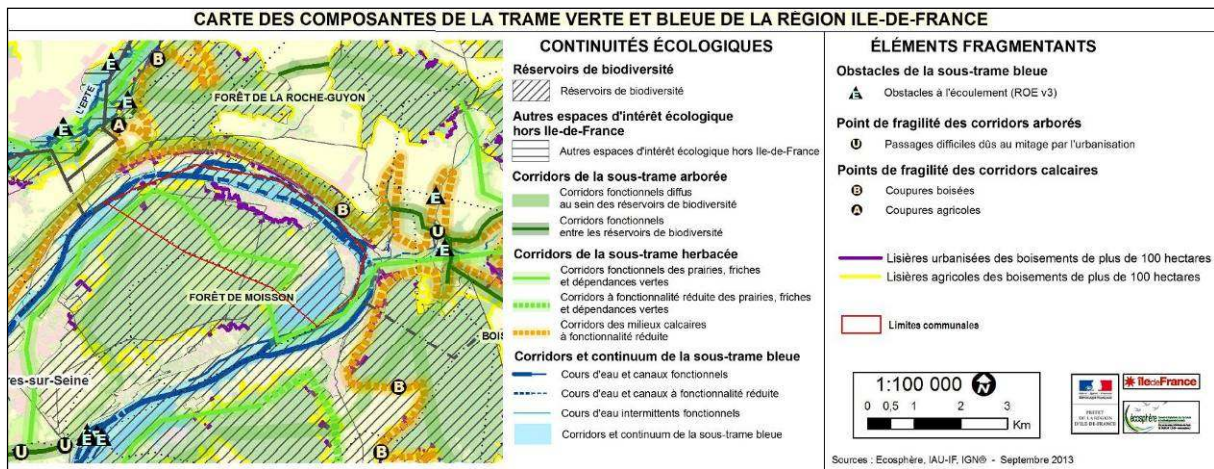 CARTE DES COMPOSANTES DE LA TRAME VERTE ET BLEUE DE LA RÉGION ILE-DE-FRANCE
E
B
E
L'EPTE
E
E
A
FORÊT DE LA ROCHE-GUYON
B
E
U
E
FORÊT DE MOISSON
BOIS
B
res-sur-Seine
B
U
U
E
E
CONTINUITÉS ÉCOLOGIQUES
Réservoirs de biodiversité
Réservoirs de biodiversité
Autres espaces d'intérêt écologique
hors Ile-de-France
Autres espaces d'intérêt écologique hors Ile-de-France
Corridors de la sous-trame arborée
Corridors fonctionnels diffus
au sein des réservoirs de biodiversité
Corridors fonctionnels
entre les réservoirs de biodiversité
Corridors de la sous-trame herbacée
Corridors fonctionnels des prairies, friches
et dépendances vertes
Corridors à fonctionnalité réduite des prairies, friches
et dépendances vertes
Corridors des milieux calcaires
à fonctionnalité réduite
Corridors et continuum de la sous-trame bleue
Cours d'eau et canaux fonctionnels
Cours d'eau et canaux à fonctionnalité réduite
Cours d'eau intermittents fonctionnels
Corridors et continuum de la sous-trame bleue
ÉLÉMENTS FRAGMENTANTS
Obstacles de la sous-trame bleue
E Obstacles à l'écoulement (ROE v3)
Point de fragilité des corridors arborés
U Passages difficiles dûs au mitage par l'urbanisation
Points de fragilité des corridors calcaires
B Coupures boisées
A Coupures agricoles
Lisières urbanisées des boisements de plus de 100 hectares
Lisières agricoles des boisements de plus de 100 hectares
Limites communales
1:100 000 N
0 0,5 1 2 3
Km
île de France
PRÉFET
DE LA RÉGION
D'ILE-DE-FRANCE
écosphère
Sources : Ecosphère, IAU-IF, IGN® - Septembre 2013